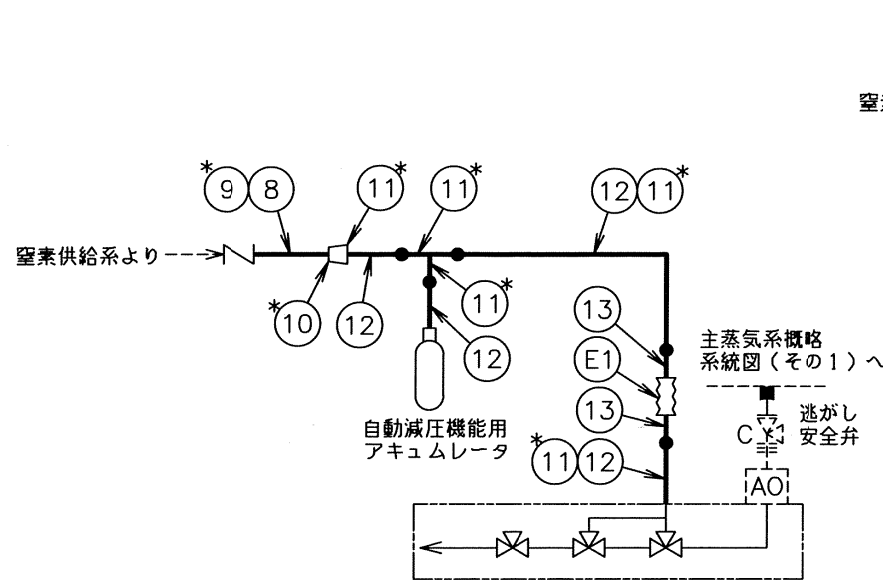 窒
* 9 8 11 * 11 * 12 11 *
窒素供給系より
* 10 12 11 * 13
12 E1
主蒸気系概略
系統図（その１）へ
13
逃がし
安全弁
C
自動減圧機能用
アキュムレータ
* 11 12
AO